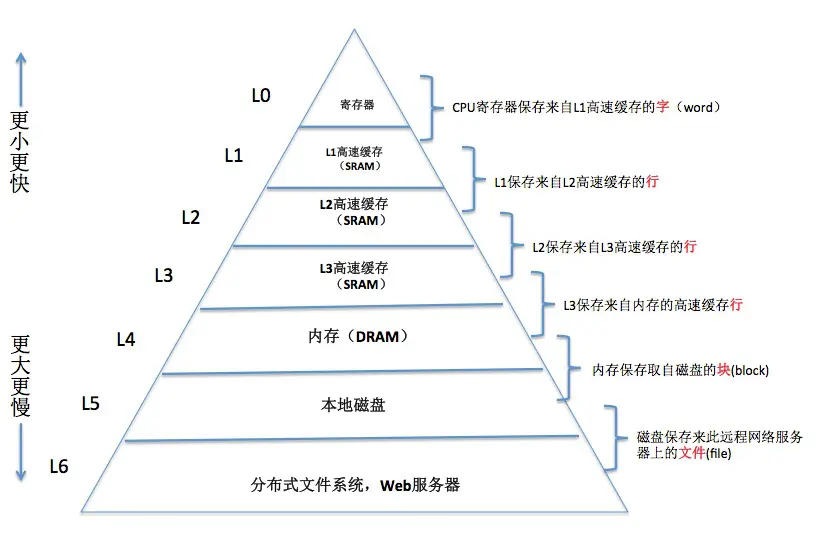 L0
寄存器
CPU寄存器保存来自L1高速缓存的字（word）
更小更快
L1
L1高速缓存
（SRAM）
L1保存来自L2高速缓存的行
L2
L2高速缓存
（SRAM）
L2保存来自L3高速缓存的行
L3
L3高速缓存
（SRAM）
L3保存来自内存的高速缓存行
L4
内存（DRAM）
内存保存取自磁盘的块(block)
更大更慢
L5
本地磁盘
磁盘保存来此远程网络服务
器上的文件(file)
L6
分布式文件系统，Web服务器